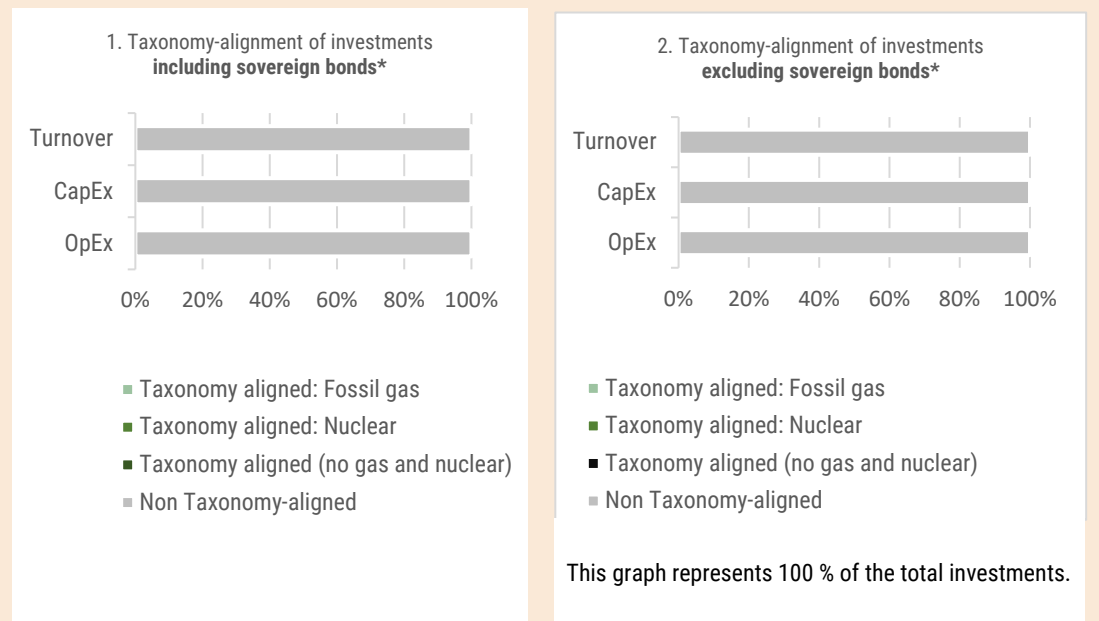 1. Taxonomy-alignment of investments
including sovereign bonds*
Turnover
CapEx
OpEx
0% 20% 40% 60% 80% 100%
Taxonomy aligned: Fossil gas
Taxonomy aligned: Nuclear
Taxonomy aligned (no gas and nuclear)
Non Taxonomy-aligned
2. Taxonomy-alignment of investments
excluding sovereign bonds*
Turnover
CapEx
OpEx
0% 20% 40% 60% 80% 100%
Taxonomy aligned: Fossil gas
Taxonomy aligned: Nuclear
Taxonomy aligned (no gas and nuclear)
Non Taxonomy-aligned
This graph represents 100 % of the total investments.